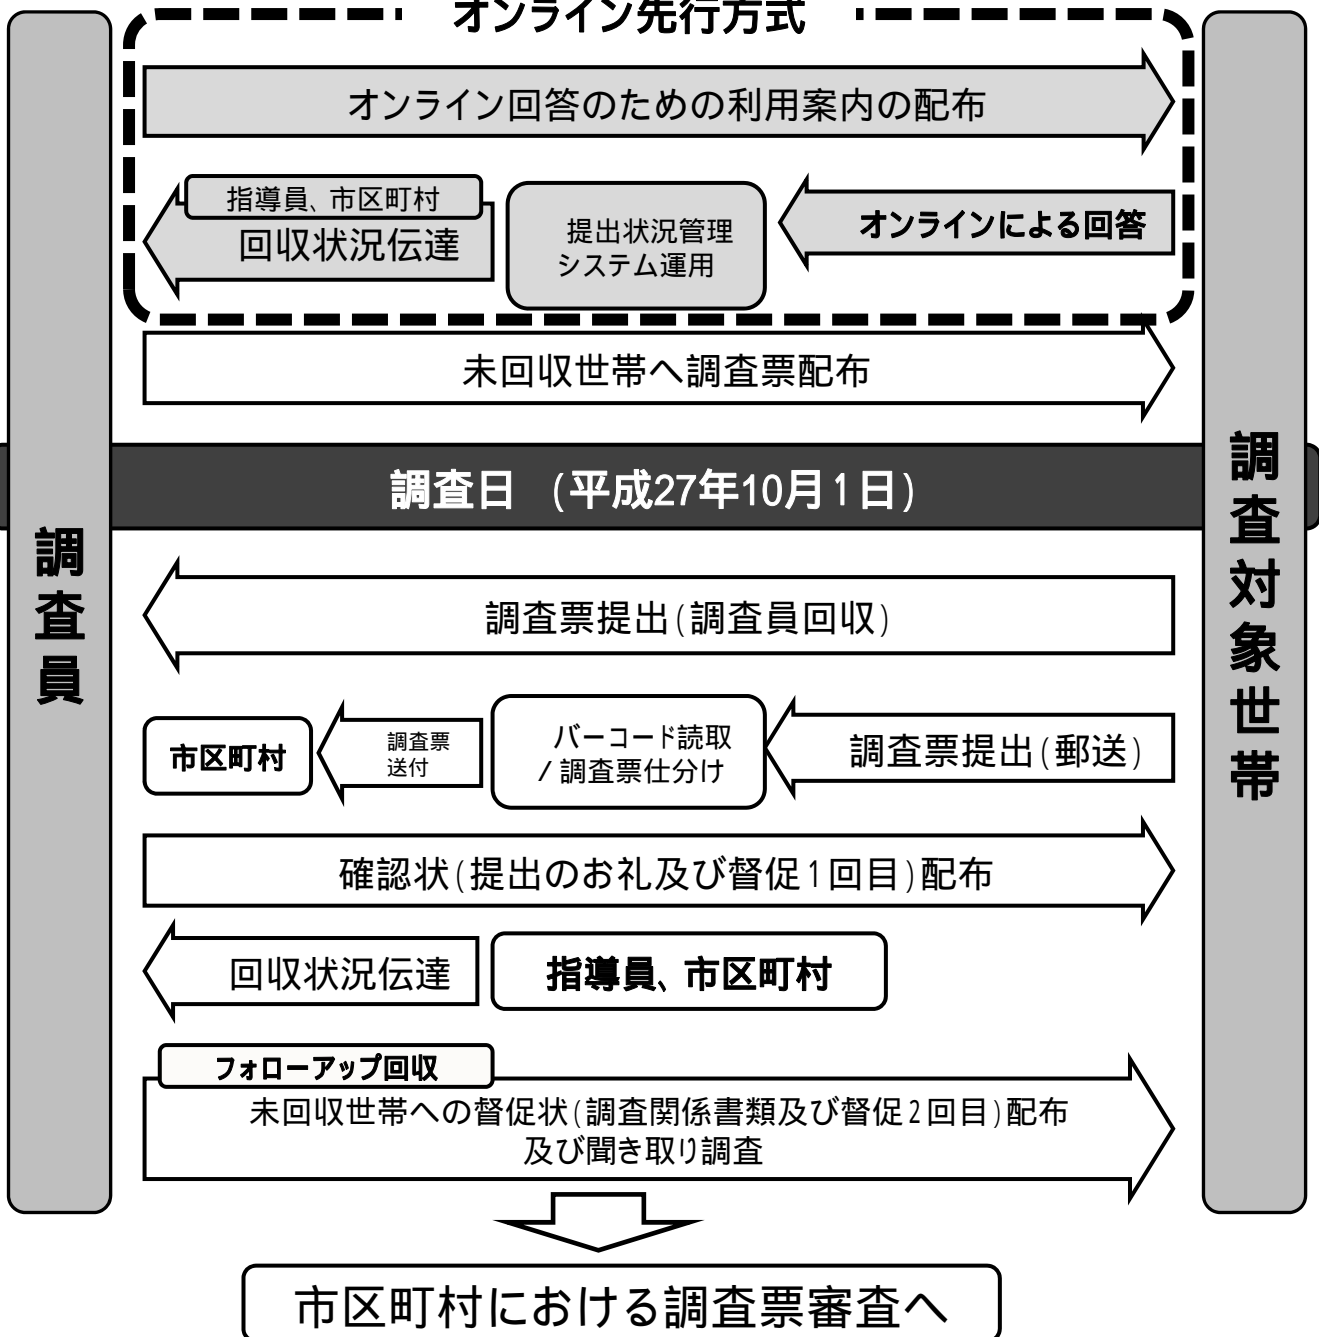 オンライン先行方式
オンライン回答のための利用案内の配布
指導員、市区町村
回収状況伝達
提出状況管理
システム運用
オンラインによる回答
未回収世帯へ調査票配布
調査日 (平成27年10月1日)
調査員
調査対象世帯
調査票提出(調査員回収)
市区町村
調査票
送付
バーコード読取
/調査票仕分け
調査票提出(郵送)
確認状(提出のお礼及び督促1回目)配布
回収状況伝達
指導員、市区町村
フォローアップ回収
未回収世帯への督促状(調査関係書類及び督促2回目)配布
及び聞き取り調査
市区町村における調査票審査へ